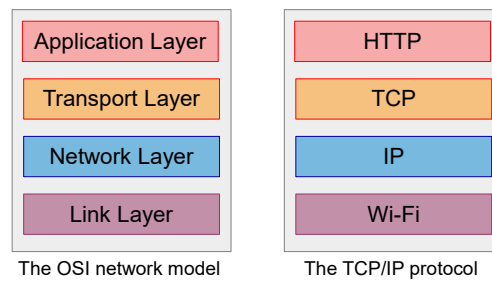 Application Layer
Transport Layer
Network Layer
Link Layer
The OSI network model
HTTP
TCP
IP
Wi-Fi
The TCP/IP protocol